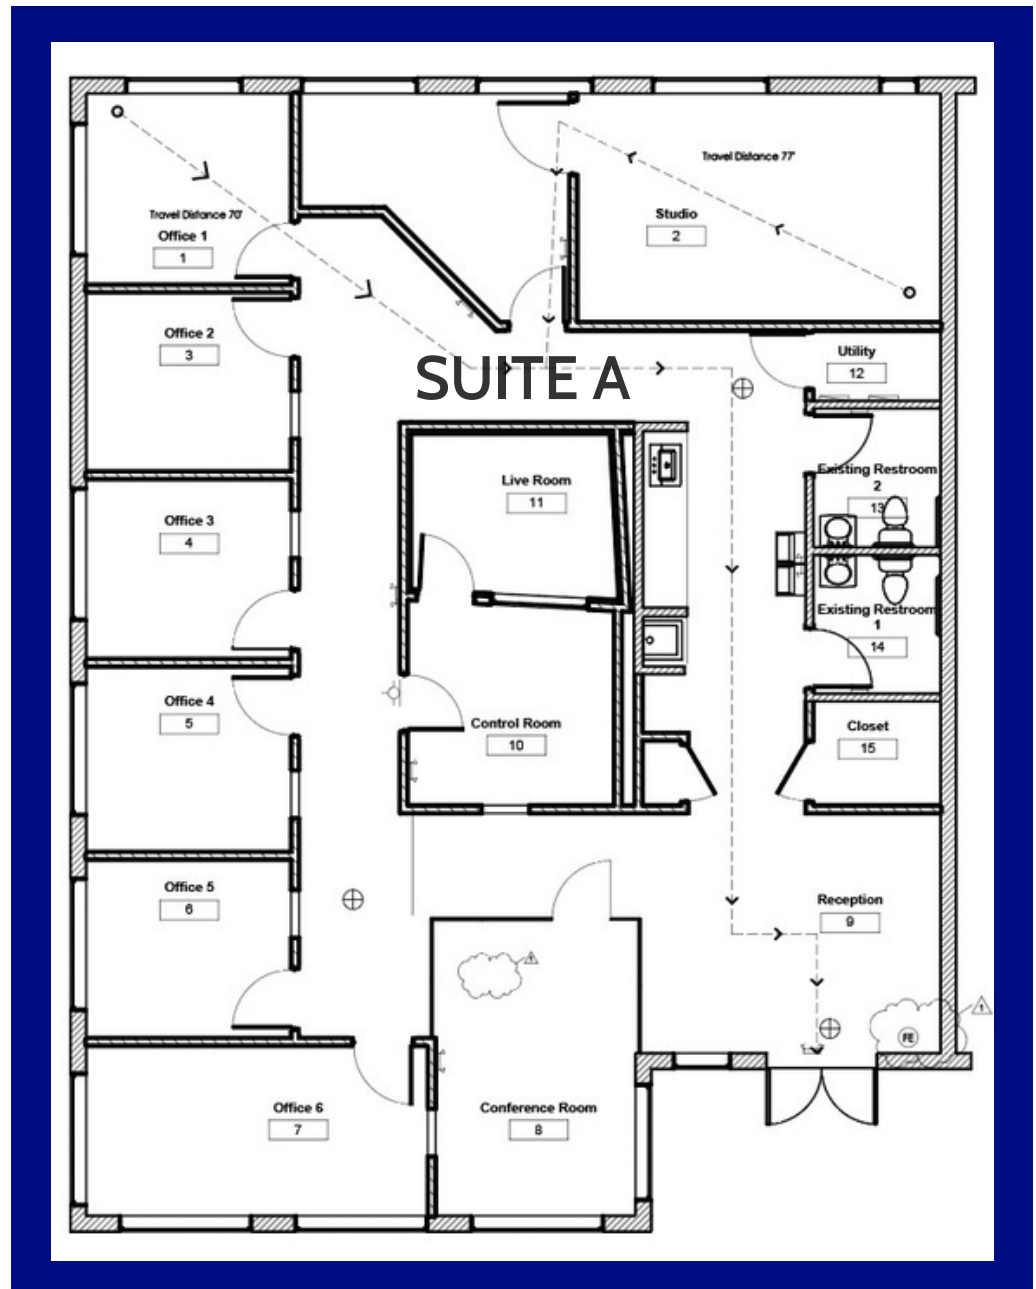 Travel Distance 77'
Travel Distance 70'
Office 1
1
Studio
2
Office 2
3
SUITE A
Utility
12
Existing Restroom
2
13
Live Room
11
Office 3
4
Existing Restroom
1
14
Office 4
5
Control Room
10
Closet
15
Office 5
6
Reception
9
1
1
FE
Office 6
7
Conference Room
8